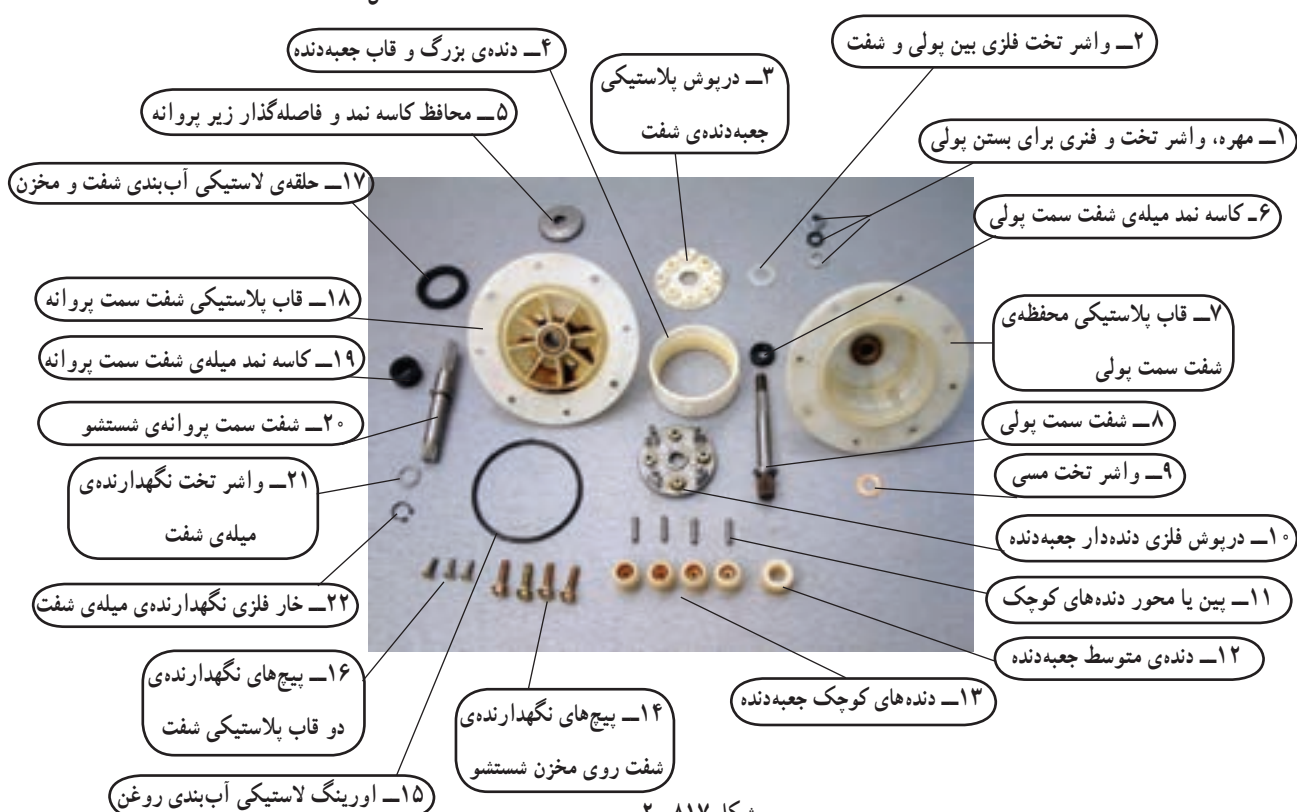 ۱ــ مهره، واشر تخت و فنری برای بستن پولی
۲ــ واشر تخت فلزی بین پولی و شفت
۳ــ درپوش پلاستیکی
جعبه‌دنده‌ی شفت
۴ــ دنده‌ی بزرگ و قاب جعبه‌دنده
۵ــ محافظ کاسه نمد و فاصله‌گذار زیر پروانه
۶ــ کاسه نمد میله‌ی شفت سمت پولی
۷ــ قاب پلاستیکی محفظه‌ی
شفت سمت پولی
۸ــ شفت سمت پولی
۹ــ واشر تخت مسی
۱۰ــ درپوش فلزی دنده‌دار جعبه‌دنده
۱۱ــ پین یا محور دنده‌های کوچک
۱۲ــ دنده‌ی متوسط جعبه‌دنده
۱۳ــ دنده‌های کوچک جعبه‌دنده
۱۴ــ پیچ‌های نگهدارنده‌ی
شفت روی مخزن شستشو
۱۵ــ اورینگ لاستیکی آب‌بندی روغن
۱۶ــ پیچ‌های نگهدارنده‌ی
دو قاب پلاستیکی شفت
۱۷ــ حلقه‌ی لاستیکی آب‌بندی شفت و مخزن
۱۸ــ قاب پلاستیکی شفت سمت پروانه
۱۹ــ کاسه نمد میله‌ی شفت سمت پروانه
۲۰ــ شفت سمت پروانه‌ی شستشو
۲۱ــ واشر تخت نگهدارنده‌ی
میله‌ی شفت
۲۲ــ خار فلزی نگهدارنده‌ی میله‌ی شفت